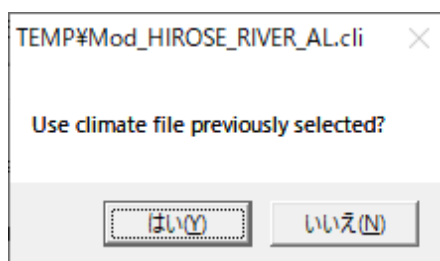 TEMP¥Mod_HIROSE_RIVER_AL.cli
Use climate file previously selected?
はい(Y) いいえ(N)